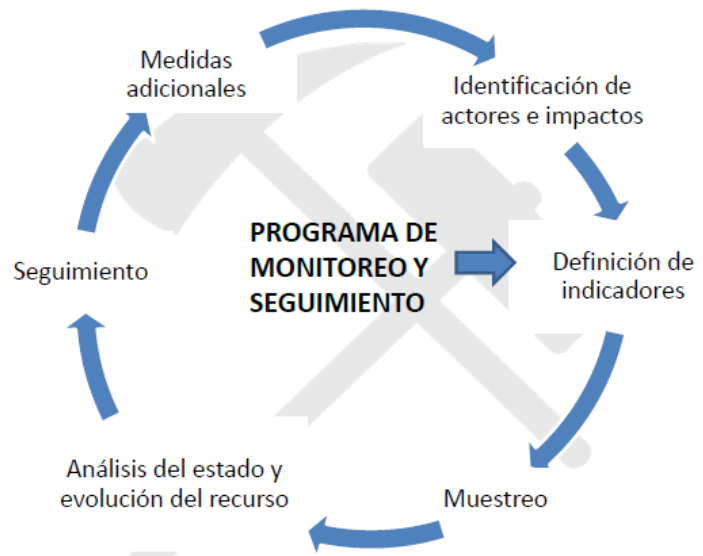 Medidas
adicionales
Identificación de
actores e impactos
PROGRAMA DE
MONITOREO Y
SEGUIMIENTO
Definición de
indicadores
Muestreo
Análisis del estado y
evolución del recurso
Seguimiento